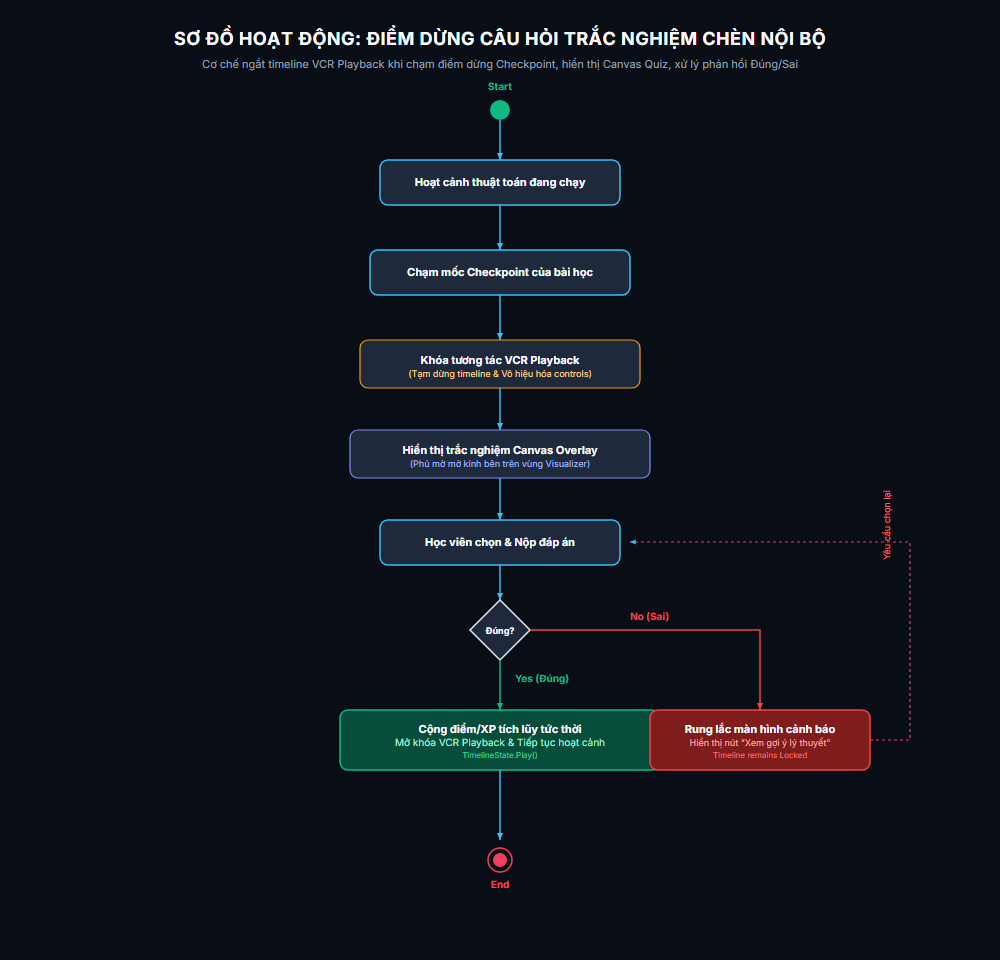 SƠ ĐỒ HOẠT ĐỘNG: ĐIỂM DỪNG CÂU HỎI TRẮC NGHIỆM CHÈN NỘI BỘ
Cơ chế ngắt timeline VCR Playback khi chạm điểm dừng Checkpoint, hiển thị Canvas Quiz, xử lý phản hồi Đúng/Sai
Start
Hoạt cảnh thuật toán đang chạy
Chạm mốc Checkpoint của bài học
Khóa tương tác VCR Playback
(Tạm dừng timeline & Vô hiệu hóa controls)
Hiển thị trắc nghiệm Canvas Overlay
(Phủ mờ mờ kính bên trên vùng Visualizer)
Yêu cầu chọn lại
Học viên chọn & Nộp đáp án
Đúng?
No (Sai)
Yes (Đúng)
Cộng điểm/XP tích lũy tức thời
Mở khóa VCR Playback & Tiếp tục hoạt cảnh
TimelineState.Play()
Rung lắc màn hình cảnh báo
Hiển thị nút "Xem gợi ý lý thuyết"
Timeline remains Locked
End